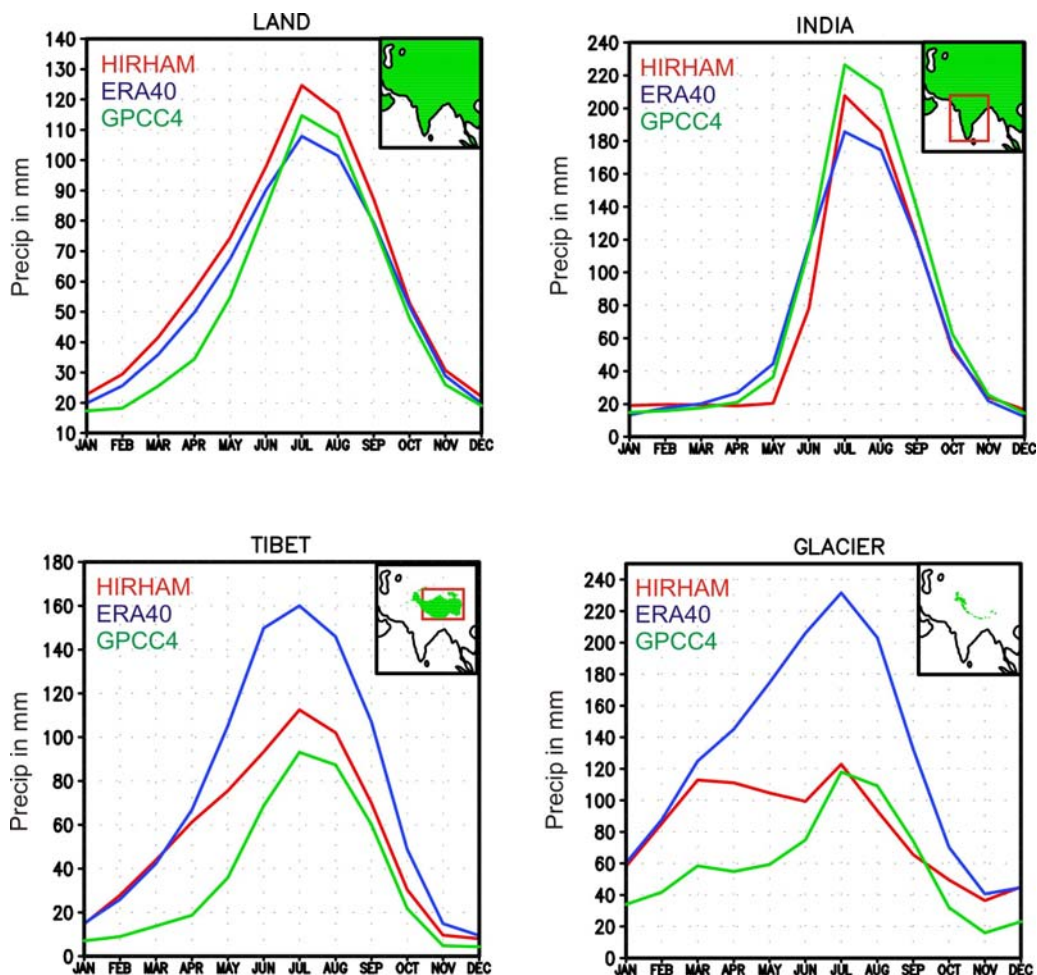 LAND
140
130
120
110
100
90
80
70
60
50
40
30
20
10
Precip in mm
HIRHAM
ERA40
GPCC4
JAN FEB MAR APR MAY JUN JUL AUG SEP OCT NOV DEC
INDIA
240
220
200
180
160
140
120
100
80
60
40
20
0
Precip in mm
HIRHAM
ERA40
GPCC4
JAN FEB MAR APR MAY JUN JUL AUG SEP OCT NOV DEC
TIBET
180
160
140
120
100
80
60
40
20
0
Precip in mm
HIRHAM
ERA40
GPCC4
JAN FEB MAR APR MAY JUN JUL AUG SEP OCT NOV DEC
GLACIER
240
220
200
180
160
140
120
100
80
60
40
20
0
Precip in mm
HIRHAM
ERA40
GPCC4
JAN FEB MAR APR MAY JUN JUL AUG SEP OCT NOV DEC